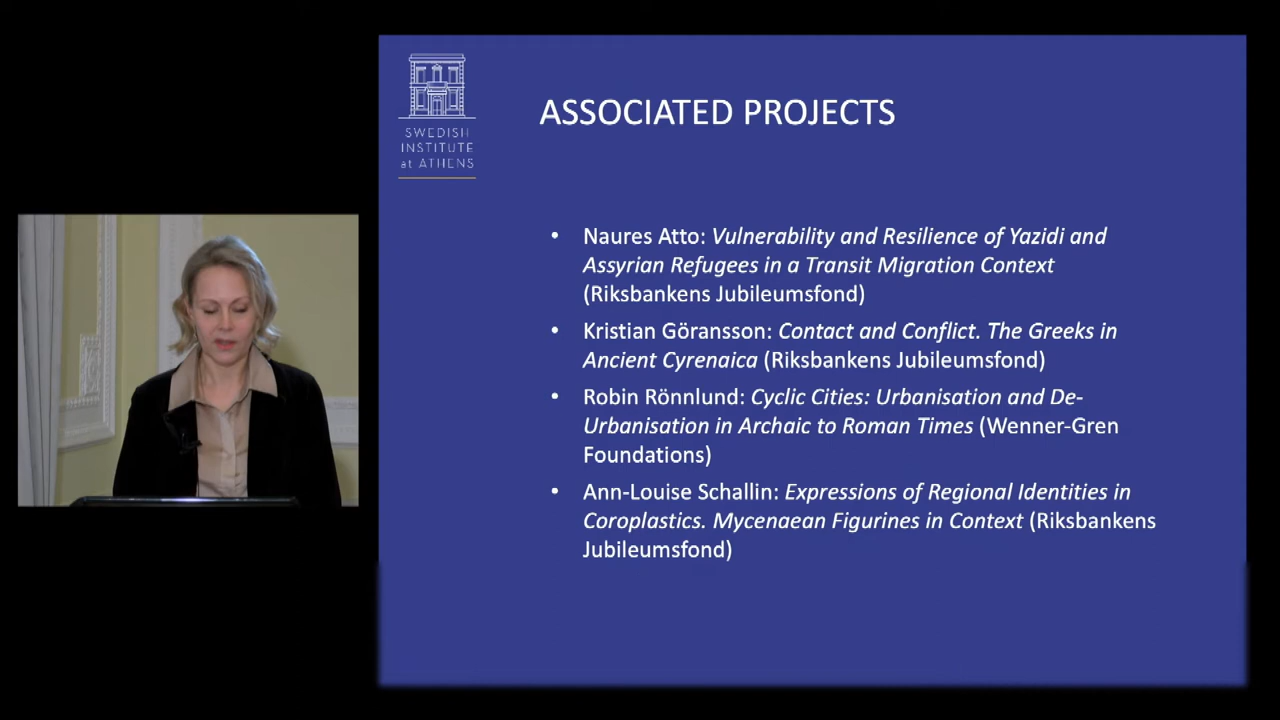 SWEDISH
INSTITUTE
at ATHENS
ASSOCIATED PROJECTS
• Naures Atto: Vulnerability and Resilience of Yazidi and
Assyrian Refugees in a Transit Migration Context
(Riksbankens Jubileumsfond)
• Kristian Göransson: Contact and Conflict. The Greeks in
Ancient Cyrenaica (Riksbankens Jubileumsfond)
• Robin Rönnlund: Cyclic Cities: Urbanisation and De-
Urbanisation in Archaic to Roman Times (Wenner-Gren
Foundations)
• Ann-Louise Schallin: Expressions of Regional Identities in
Coroplastics. Mycenaean Figurines in Context (Riksbankens
Jubileumsfond)